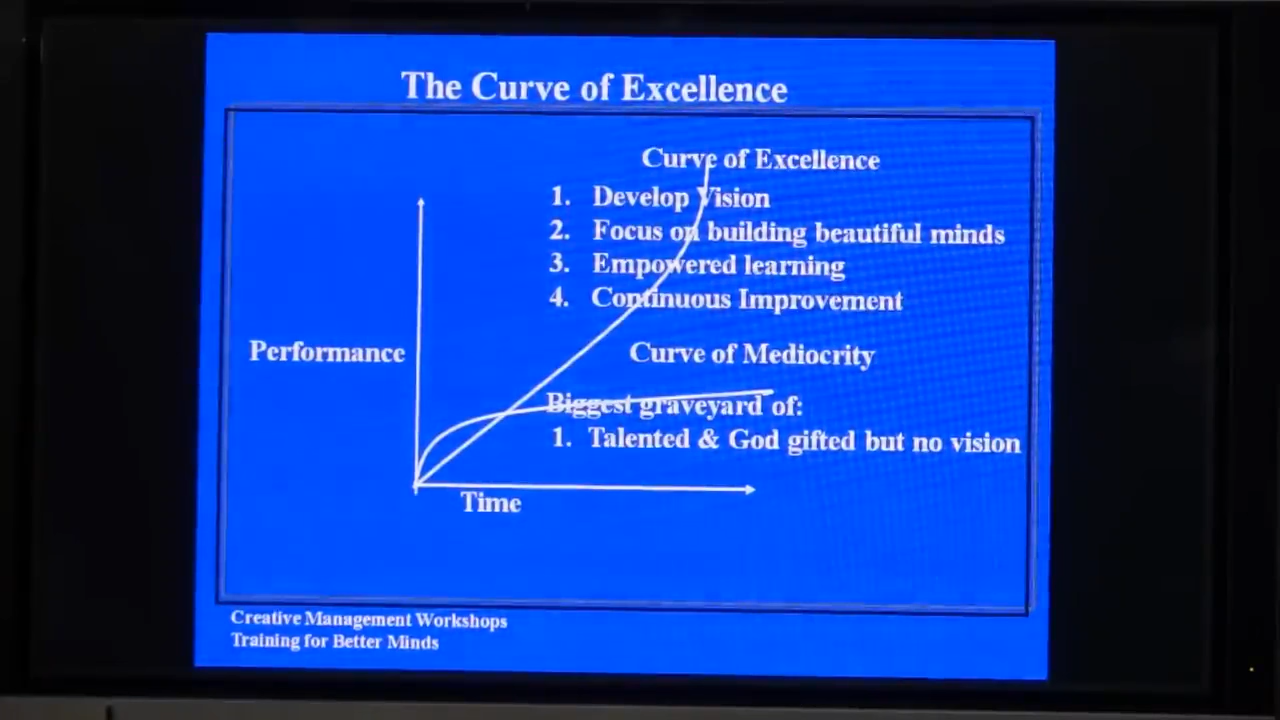 The Curve of Excellence
Curve of Excellence
1. Develop Vision
2. Focus on building beautiful minds
3. Empowered learning
4. Continuous Improvement
Performance
Curve of Mediocrity
Biggest graveyard of:
1. Talented & God gifted but no vision
Time
Creative Management Workshops
Training for Better Minds